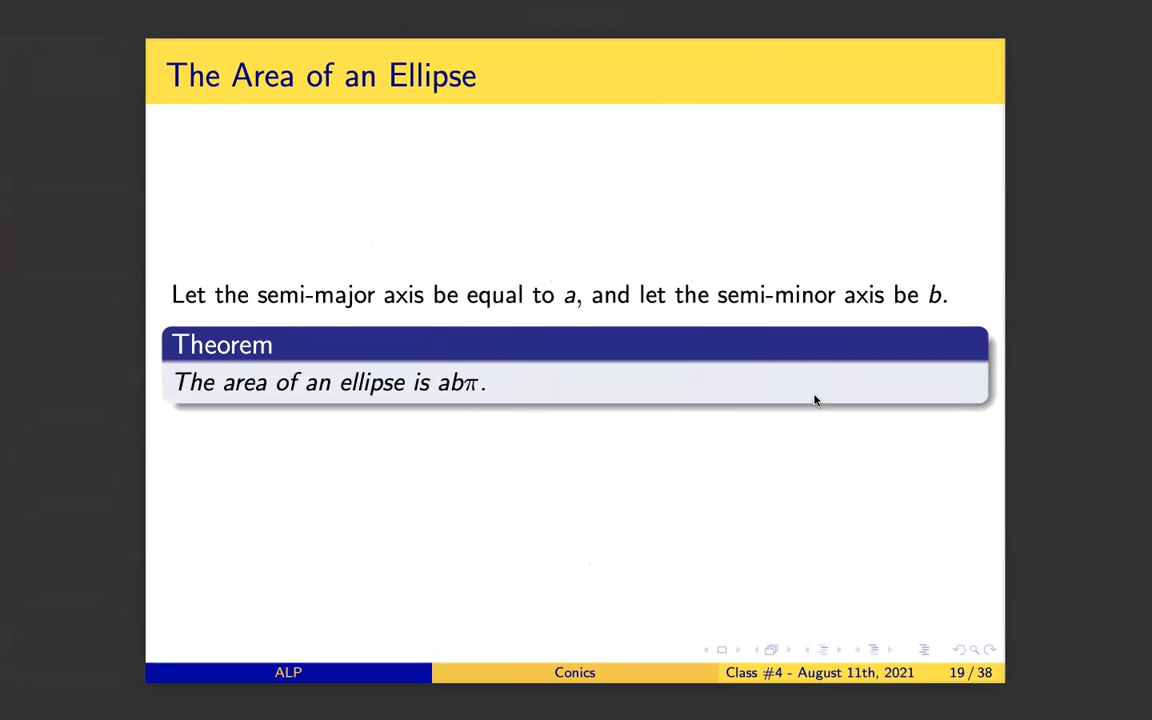 The Area of an Ellipse
Let the semi-major axis be equal to a, and let the semi-minor axis be b.
Theorem
The area of an ellipse is abπ.
ALP
Conics
Class #4 - August 11th, 2021
19 / 38